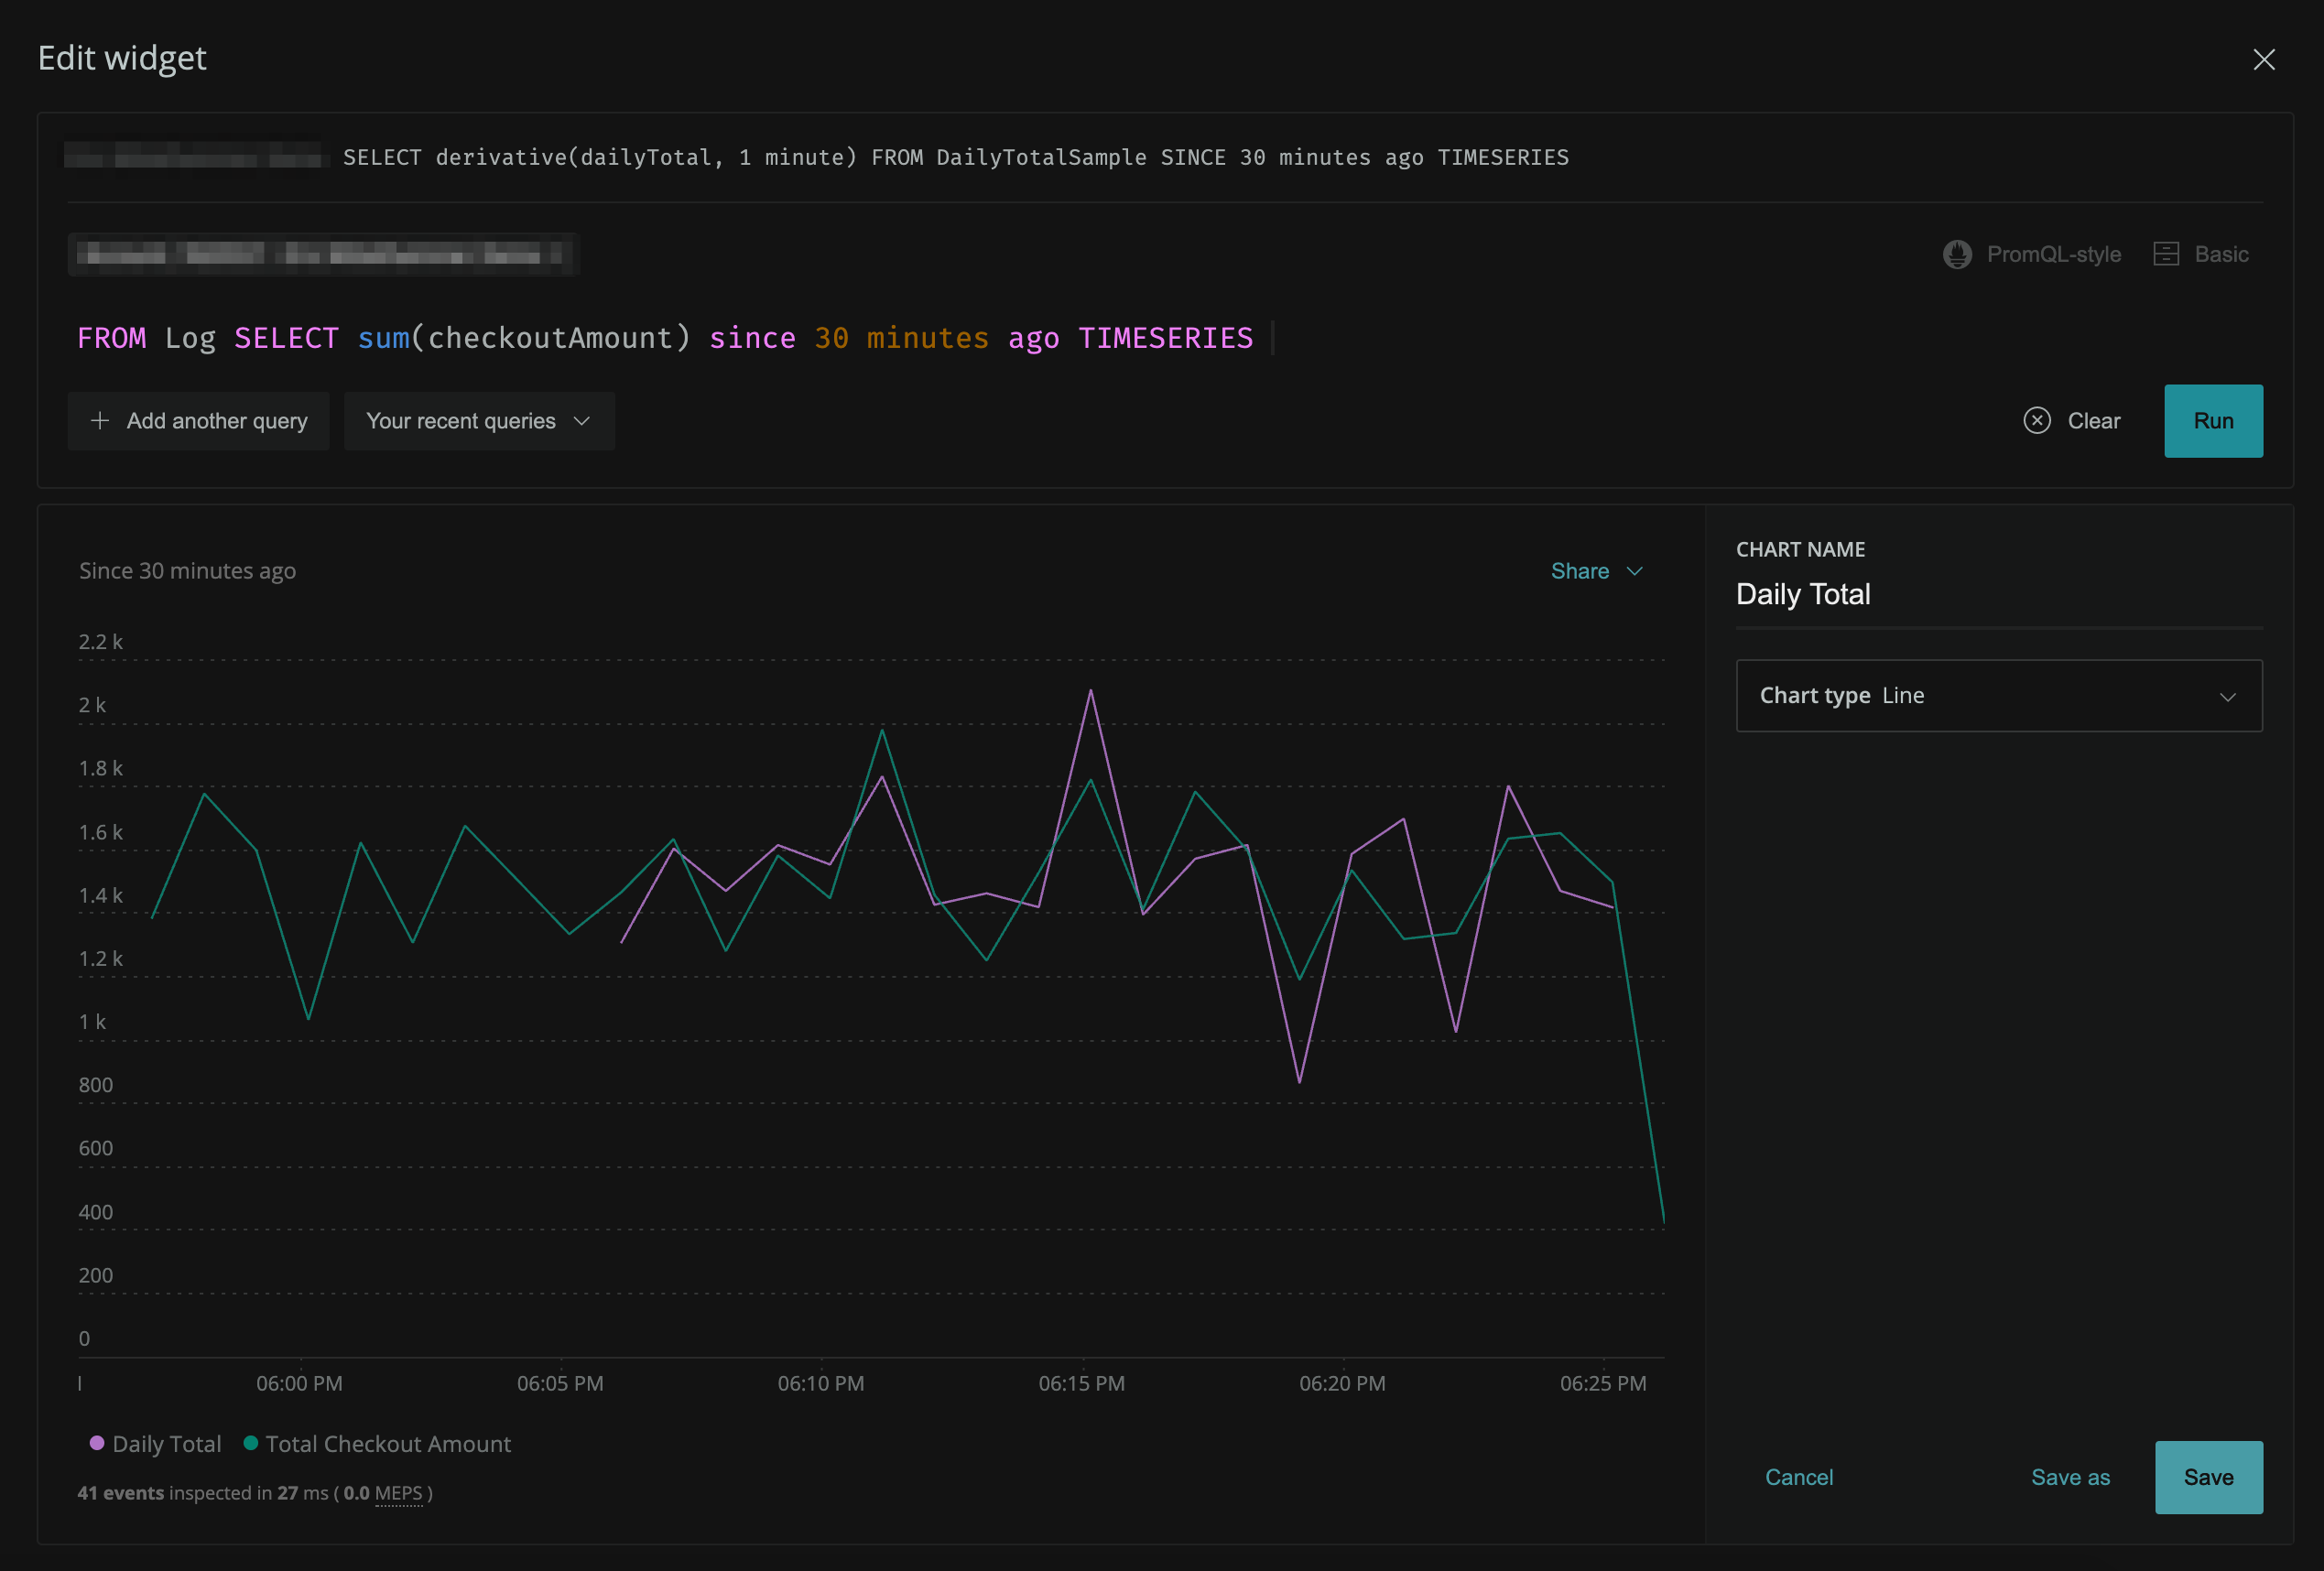 Edit widget
SELECT derivative(dailyTotal, 1 minute) FROM DailyTotalSample SINCE 30 minutes ago TIMESERIES
PromQL-style Basic
FROM Log SELECT sum(checkoutAmount) since 30 minutes ago TIMESERIES
Add another query Your recent queries Clear Run
Since 30 minutes ago Share
2.2 k
2 k
1.8 k
1.6 k
1.4 k
1.2 k
1 k
800
600
400
200
0
06:00 PM 06:05 PM 06:10 PM 06:15 PM 06:20 PM 06:25 PM
Daily Total Total Checkout Amount
41 events inspected in 27 ms ( 0.0 MEPS )
CHART NAME
Daily Total
Chart type Line
Cancel Save as Save